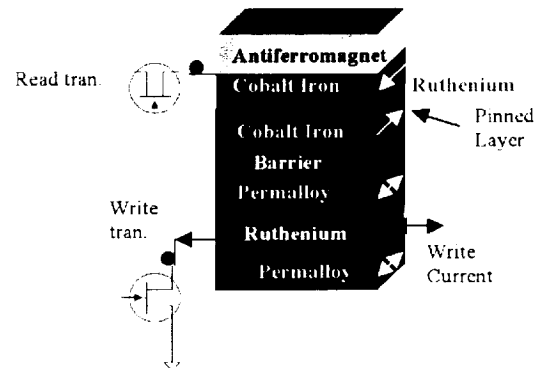 Antiferromagnet
Read tran.
Cobalt Iron
Ruthenium
Cobalt Iron
Pinned
Layer
Barrier
Permalloy
Write
tran.
Ruthenium
Write
Current
Permalloy